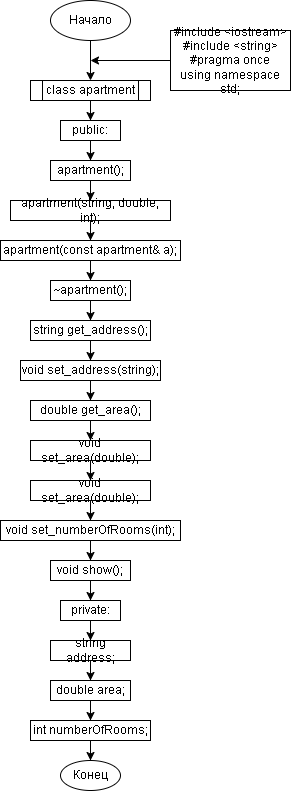 Начало
#include <iostream>
#include <string>
#pragma once
using namespace
std;
class apartment
public:
apartment();
apartment(string, double,
int);
apartment(const apartment& a);
~apartment();
string get_address();
void set_address(string);
double get_area();
void
set_area(double);
void
set_area(double);
void set_numberOfRooms(int);
void show();
private:
string
address;
double area;
int numberOfRooms;
Конец